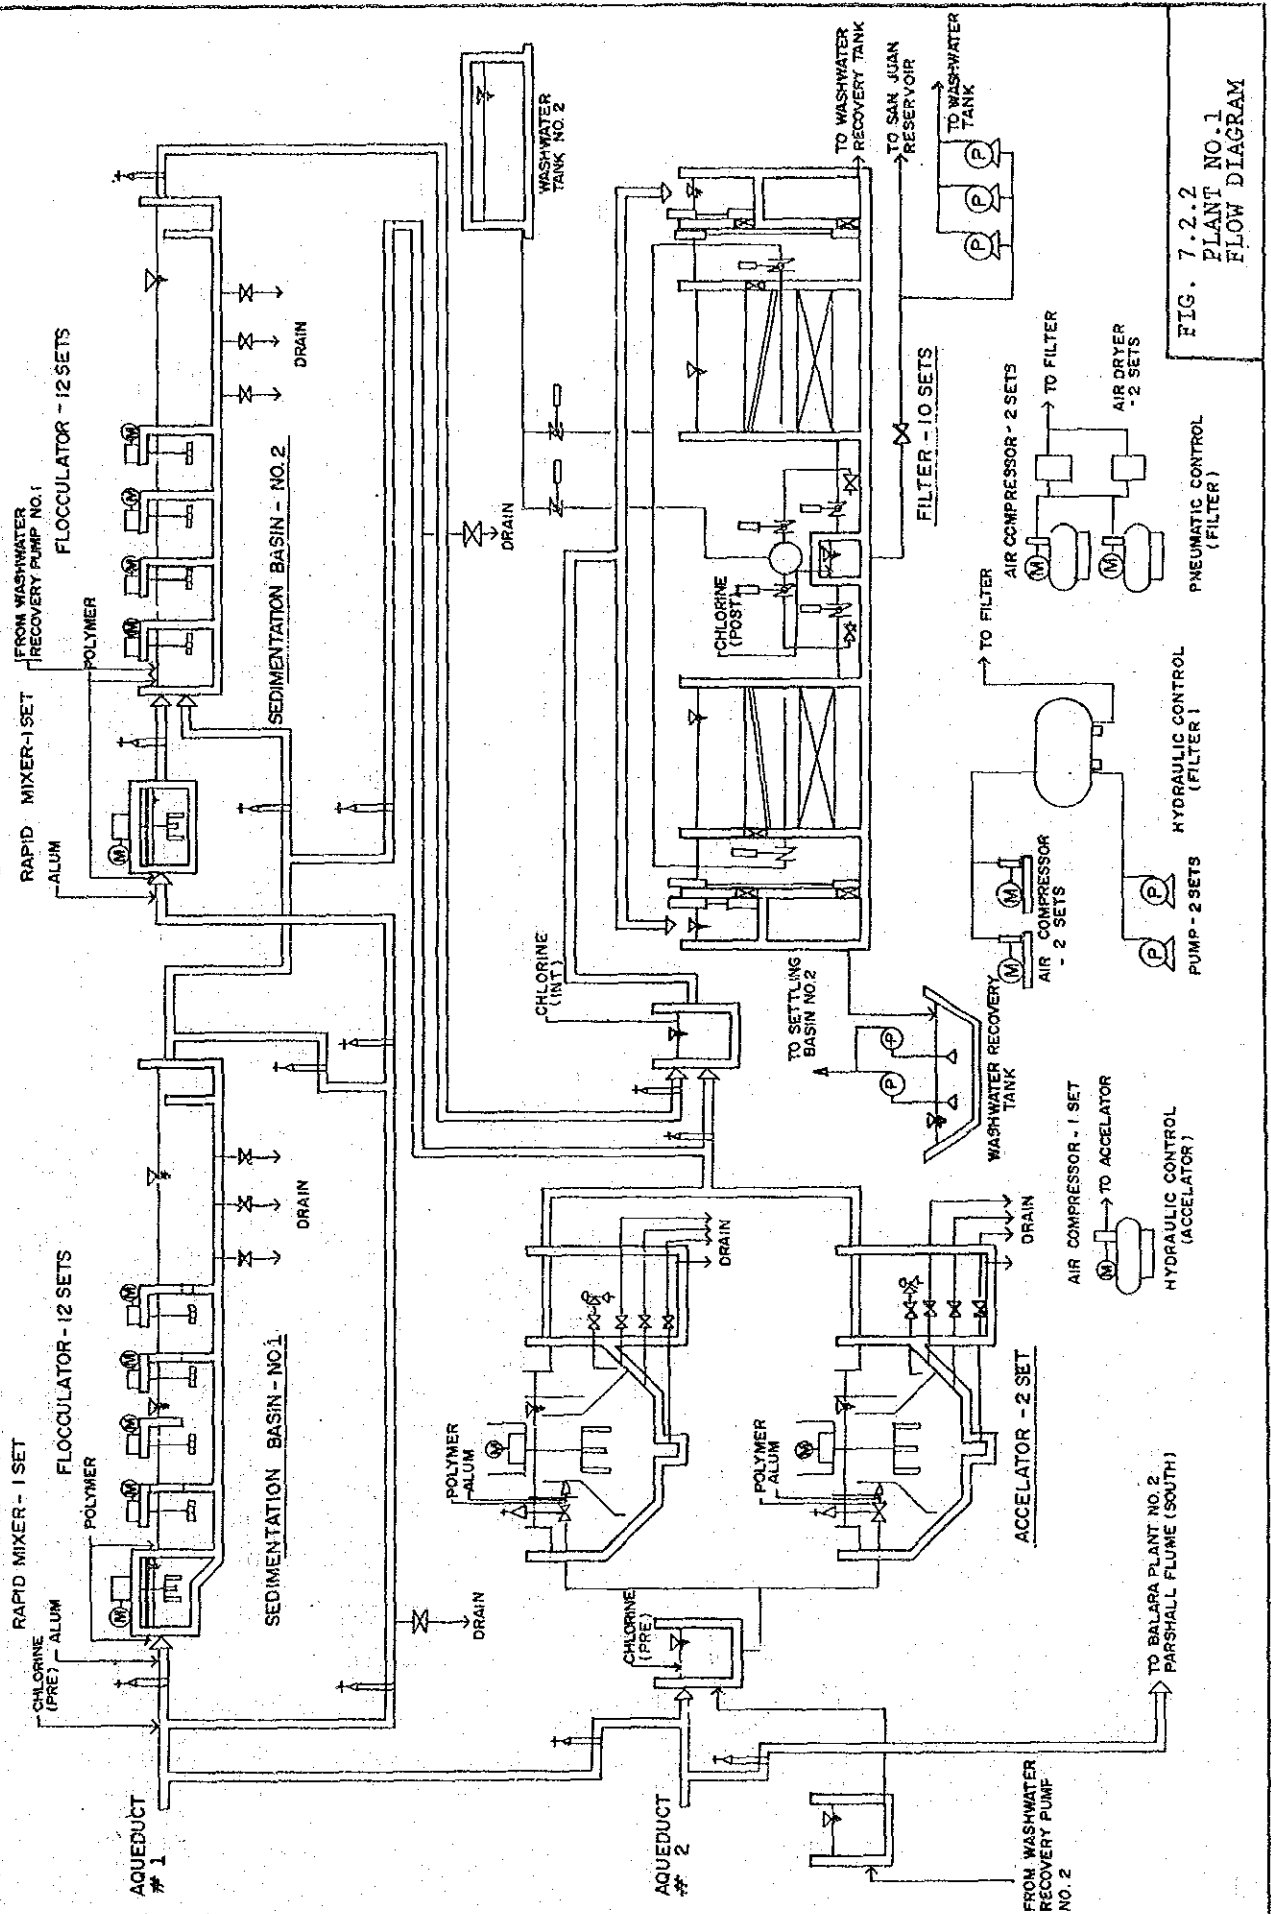 AQUEDUCT
# 1
CHLORINE
(PRE)
ALUM
RAPID MIXER - 1 SET
POLYMER
FLOCCULATOR - 12 SETS
M
M
M
M
M
SEDIMENTATION BASIN - NO.1
DRAIN
DRAIN
RAPID MIXER - 1 SET
ALUM
POLYMER
FROM WASHWATER
RECOVERY PUMP NO.1
FLOCCULATOR - 12 SETS
M
M
M
M
M
SEDIMENTATION BASIN - NO.2
DRAIN
DRAIN
WASHWATER
TANK NO.2
AQUEDUCT
# 2
CHLORINE
(PRE)
POLYMER
ALUM
M
DRAIN
POLYMER
ALUM
M
DRAIN
ACCELATOR - 2 SET
FROM WASHWATER
RECOVERY PUMP
NO. 2
TO BALARA PLANT NO. 2
PARSHALL FLUME (SOUTH)
CHLORINE
(INT.)
TO SETTLING
BASIN NO.2
P
P
WASHWATER RECOVERY
TANK
CHLORINE
(POST)
FILTER - 10 SETS
TO WASHWATER
RECOVERY TANK
TO SAN JUAN
RESERVOIR
TO WASHWATER
TANK
P
P
P
AIR COMPRESSOR - 1 SET
M
TO ACCELATOR
HYDRAULIC CONTROL
(ACCELATOR)
M
M
AIR COMPRESSOR
- 2 SETS
P
P
PUMP - 2 SETS
TO FILTER
HYDRAULIC CONTROL
(FILTER)
AIR COMPRESSOR - 2 SETS
M
M
TO FILTER
AIR DRYER
- 2 SETS
PNEUMATIC CONTROL
(FILTER)
FIG. 7.2.2
PLANT NO.1
FLOW DIAGRAM